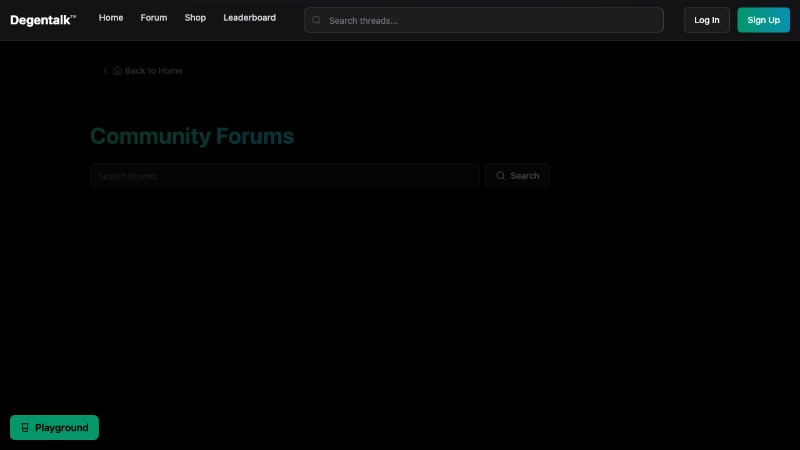 Degentalk™ Home Forum Shop Leaderboard Search threads... Log In Sign Up
Back to Home
Community Forums
Search forums... Search
Playground